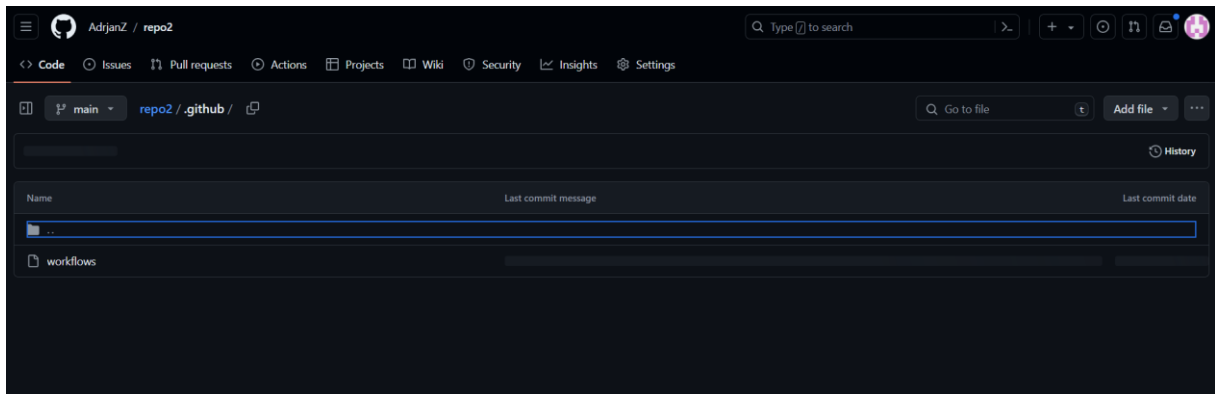 AdrjanZ / repo2 Type / to search
Code Issues Pull requests Actions Projects Wiki Security Insights Settings
main repo2 / .github / Go to file t Add file
History
Name Last commit message Last commit date
..
workflows